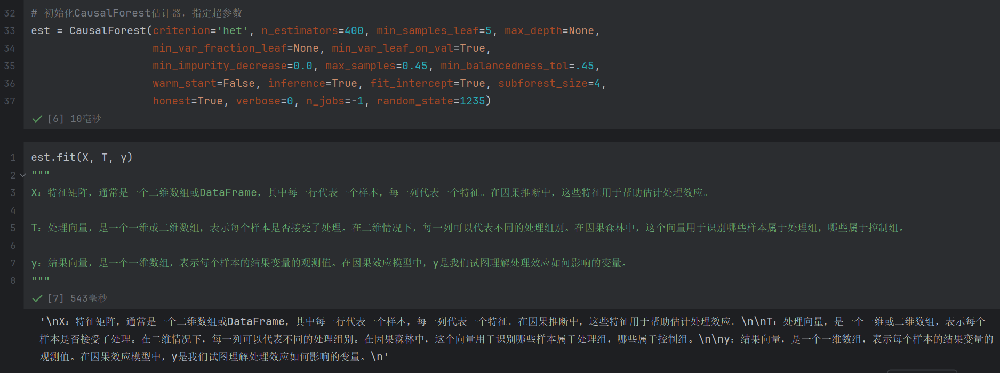 32 # 初始化CausalForest估计器，指定超参数
33 est = CausalForest(criterion='het', n_estimators=400, min_samples_leaf=5, max_depth=None,
34 min_var_fraction_leaf=None, min_var_leaf_on_val=True,
35 min_impurity_decrease=0.0, max_samples=0.45, min_balancedness_tol=.45,
36 warm_start=False, inference=True, fit_intercept=True, subforest_size=4,
37 honest=True, verbose=0, n_jobs=-1, random_state=1235)
[6] 10毫秒
1 est.fit(X, T, y)
2 """
3 X：特征矩阵，通常是一个二维数组或DataFrame，其中每一行代表一个样本，每一列代表一个特征。在因果推断中，这些特征用于帮助估计处理效应。
4
5 T：处理向量，是一个一维或二维数组，表示每个样本是否接受了处理。在二维情况下，每一列可以代表不同的处理组别。在因果森林中，这个向量用于识别哪些样本属于处理组，哪些属于控制组。
6
7 y：结果向量，是一个一维数组，表示每个样本的结果变量的观测值。在因果效应模型中，y是我们试图理解处理效应如何影响的变量。
8 """
[7] 543毫秒
'\nX：特征矩阵，通常是一个二维数组或DataFrame，其中每一行代表一个样本，每一列代表一个特征。在因果推断中，这些特征用于帮助估计处理效应。\n\nT：处理向量，是一个一维或二维数组，表示每个
样本是否接受了处理。在二维情况下，每一列可以代表不同的处理组别。在因果森林中，这个向量用于识别哪些样本属于处理组，哪些属于控制组。\n\ny：结果向量，是一个一维数组，表示每个样本的结果变量的
观测值。在因果效应模型中，y是我们试图理解处理效应如何影响的变量。\n'